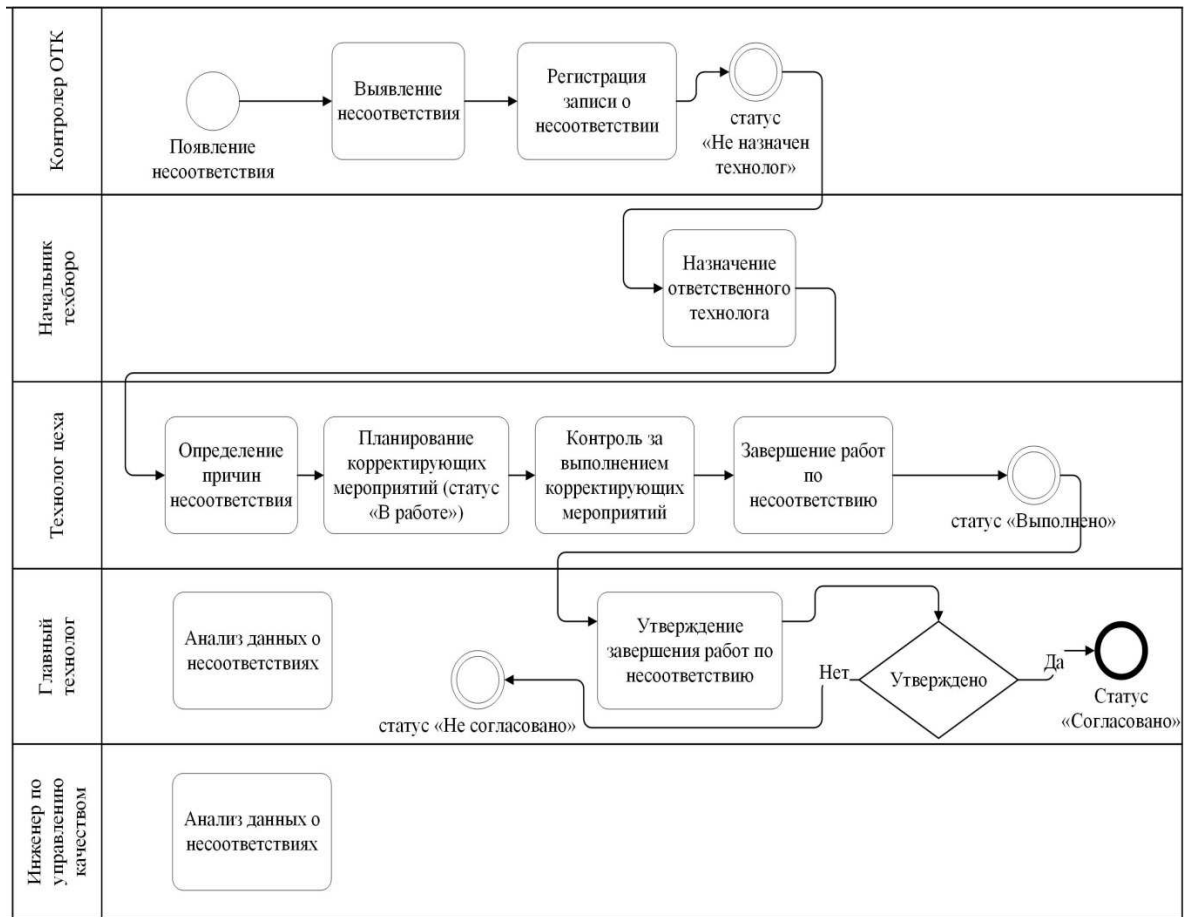 Контролер ОТК
Появление
несоответствия
Выявление
несоответствия
Регистрация
записи о
несоответствии
статус
«Не назначен
технолог»
Начальник
техбюро
Назначение
ответственного
технолога
Технолог цеха
Определение
причин
несоответствия
Планирование
корректирующих
мероприятий (статус
«В работе»)
Контроль за
выполнением
корректирующих
мероприятий
Завершение работ
по
несоответствию
статус «Выполнено»
Главный
технолог
Анализ данных о
несоответствиях
статус «Не согласовано»
Утверждение
завершения работ по
несоответствию
Нет
Утверждено
Да
Статус
«Согласовано»
Инженер по
управлению
качеством
Анализ данных о
несоответствиях